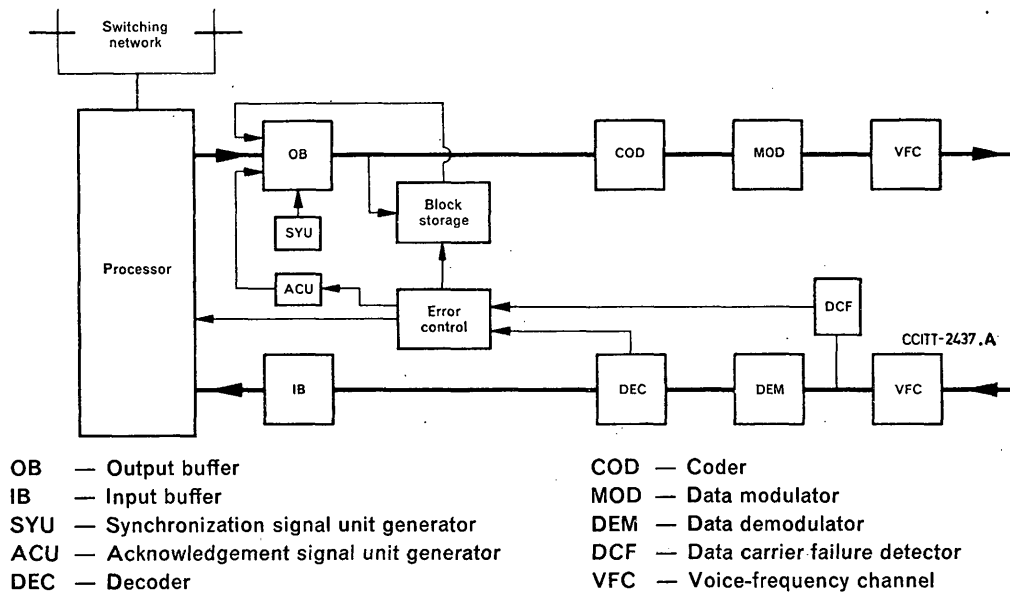 Switching
network
OB
COD
MOD
VFC
Block
storage
SYU
Processor
ACU
Error
control
DCF
CCITT-2437.A
IB
DEC
DEM
VFC
OB — Output buffer
IB — Input buffer
SYU — Synchronization signal unit generator
ACU — Acknowledgement signal unit generator
DEC — Decoder
COD — Coder
MOD — Data modulator
DEM — Data demodulator
DCF — Data carrier failure detector
VFC — Voice-frequency channel